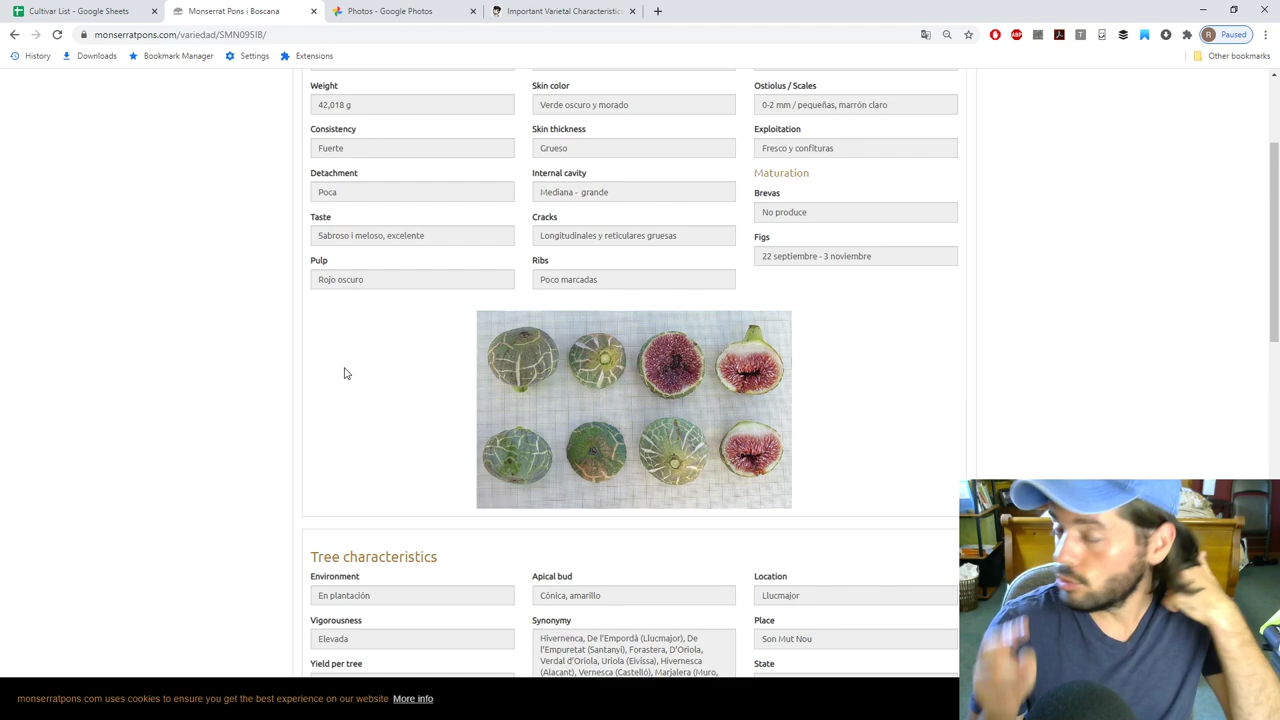 Cultivar List - Google Sheets
Monserrat Pons i Boscana
Photos - Google Photos
Important Varietal Characteristics
monserratpons.com/variedad/SMN095IB/
Paused
History
Downloads
Bookmark Manager
Settings
Extensions
Other bookmarks
Weight
Skin color
Ostiolus / Scales
42,018 g
Verde oscuro y morado
0-2 mm / pequeñas, marrón claro
Consistency
Skin thickness
Exploitation
Fuerte
Grueso
Fresco y confituras
Detachment
Internal cavity
Maturation
Poca
Mediana - grande
Brevas
No produce
Taste
Cracks
Figs
Sabroso i meloso, excelente
Longitudinales y reticulares gruesas
22 septiembre - 3 noviembre
Pulp
Ribs
Rojo oscuro
Poco marcadas
Tree characteristics
Environment
Apical bud
Location
En plantación
Cónica, amarillo
Llucmajor
Vigorousness
Synonymy
Place
Elevada
Hivernenca, De l'Empordà (Llucmajor), De
l'Empuretat (Santanyí), Forastera, D'Oriola,
Verdal d'Oriola, Uriola (Eivissa), Hivernesca
(Alacant), Vernesca (Castelló), Marjalera (Muro,
Son Mut Nou
Yield per tree
State
monserratpons.com uses cookies to ensure you get the best experience on our website
More info